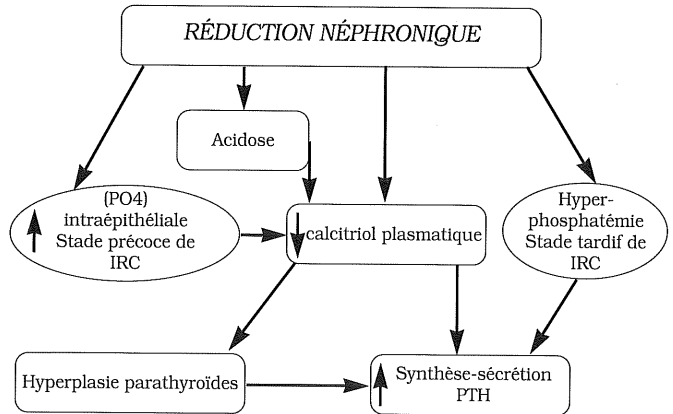 RÉDUCTION NÉPHRONIQUE
Acidose
(PO4)
intraépithéliale
Stade précoce de
IRC
calcitriol plasmatique
Hyper-
phosphatémie
Stade tardif de
IRC
Hyperplasie parathyroïdes
Synthèse-sécrétion
PTH